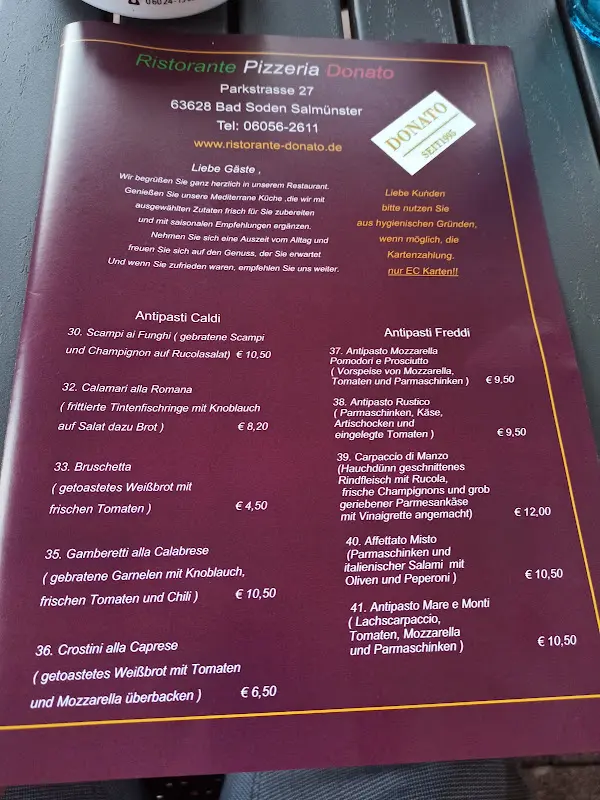 Ristorante Pizzeria Donato
Parkstrasse 27
63628 Bad Soden Salmünster
Tel: 06056-2611
www.ristorante-donato.de
DONATO
SEIT1995
Liebe Gäste ,
Wir begrüßen Sie ganz herzlich in unserem Restaurant.
Genießen Sie unsere Mediterrane Küche ,die wir mit
ausgewählten Zutaten frisch für Sie zubereiten
und mit saisonalen Empfehlungen ergänzen.
Nehmen Sie sich eine Auszeit vom Alltag und
freuen Sie sich auf den Genuss, der Sie erwartet
Und wenn Sie zufrieden waren, empfehlen Sie uns weiter.
Liebe Kunden
bitte nutzen Sie
aus hygienischen Gründen,
wenn möglich, die
Kartenzahlung.
nur EC Karten!!
Antipasti Caldi
30. Scampi ai Funghi ( gebratene Scampi
und Champignon auf Rucolasalat) € 10,50
32. Calamari alla Romana
( frittierte Tintenfischringe mit Knoblauch
auf Salat dazu Brot ) € 8,20
33. Bruschetta
( getoastetes Weißbrot mit
frischen Tomaten ) € 4,50
35. Gamberetti alla Calabrese
( gebratene Garnelen mit Knoblauch,
frischen Tomaten und Chili ) € 10,50
36. Crostini alla Caprese
( getoastetes Weißbrot mit Tomaten
und Mozzarella überbacken ) € 6,50
Antipasti Freddi
37. Antipasto Mozzarella
Pomodori e Prosciutto
( Vorspeise von Mozzarella,
Tomaten und Parmaschinken ) € 9,50
38. Antipasto Rustico
( Parmaschinken, Käse,
Artischocken und
eingelegte Tomaten ) € 9,50
39. Carpaccio di Manzo
(Hauchdünn geschnittenes
Rindfleisch mit Rucola,
frische Champignons und grob
geriebener Parmesankäse
mit Vinaigrette angemacht) € 12,00
40. Affettato Misto
(Parmaschinken und
italienischer Salami mit
Oliven und Peperoni ) € 10,50
41. Antipasto Mare e Monti
( Lachscarpaccio,
Tomaten, Mozzarella
und Parmaschinken ) € 10,50